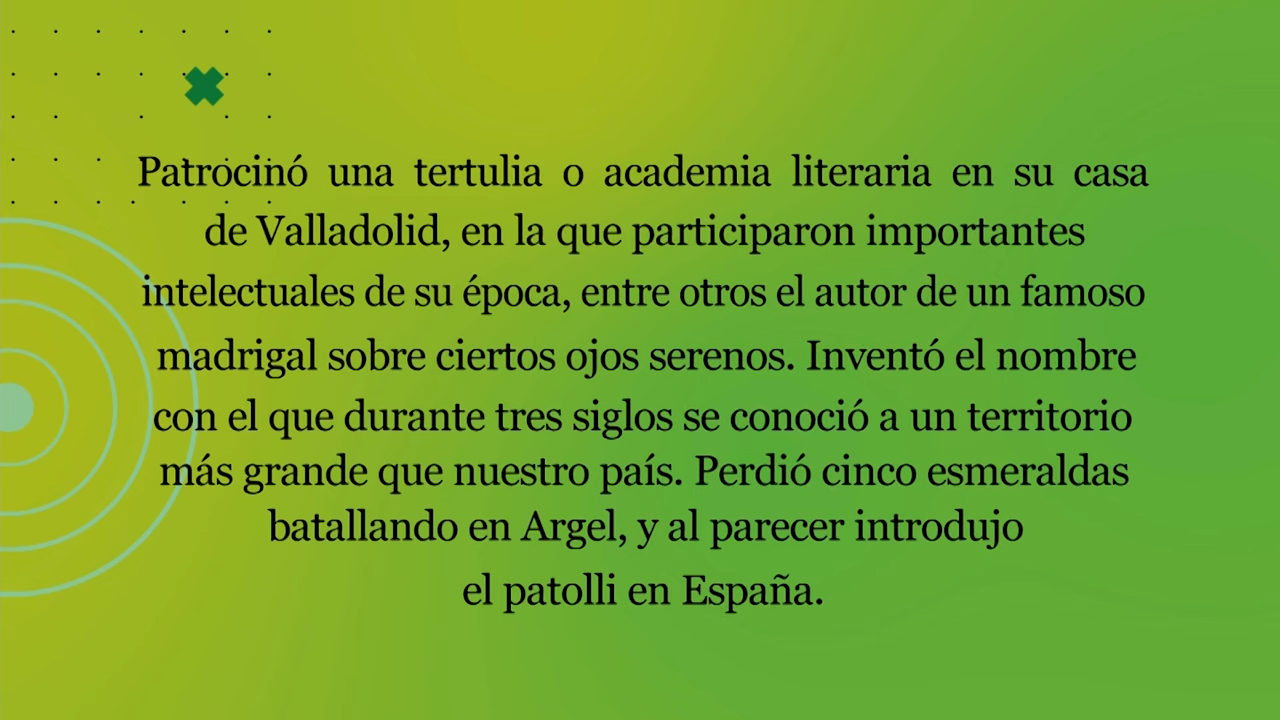 Patrocinó una tertulia o academia literaria en su casa
de Valladolid, en la que participaron importantes
intelectuales de su época, entre otros el autor de un famoso
madrigal sobre ciertos ojos serenos. Inventó el nombre
con el que durante tres siglos se conoció a un territorio
más grande que nuestro país. Perdió cinco esmeraldas
batallando en Argel, y al parecer introdujo
el patolli en España.